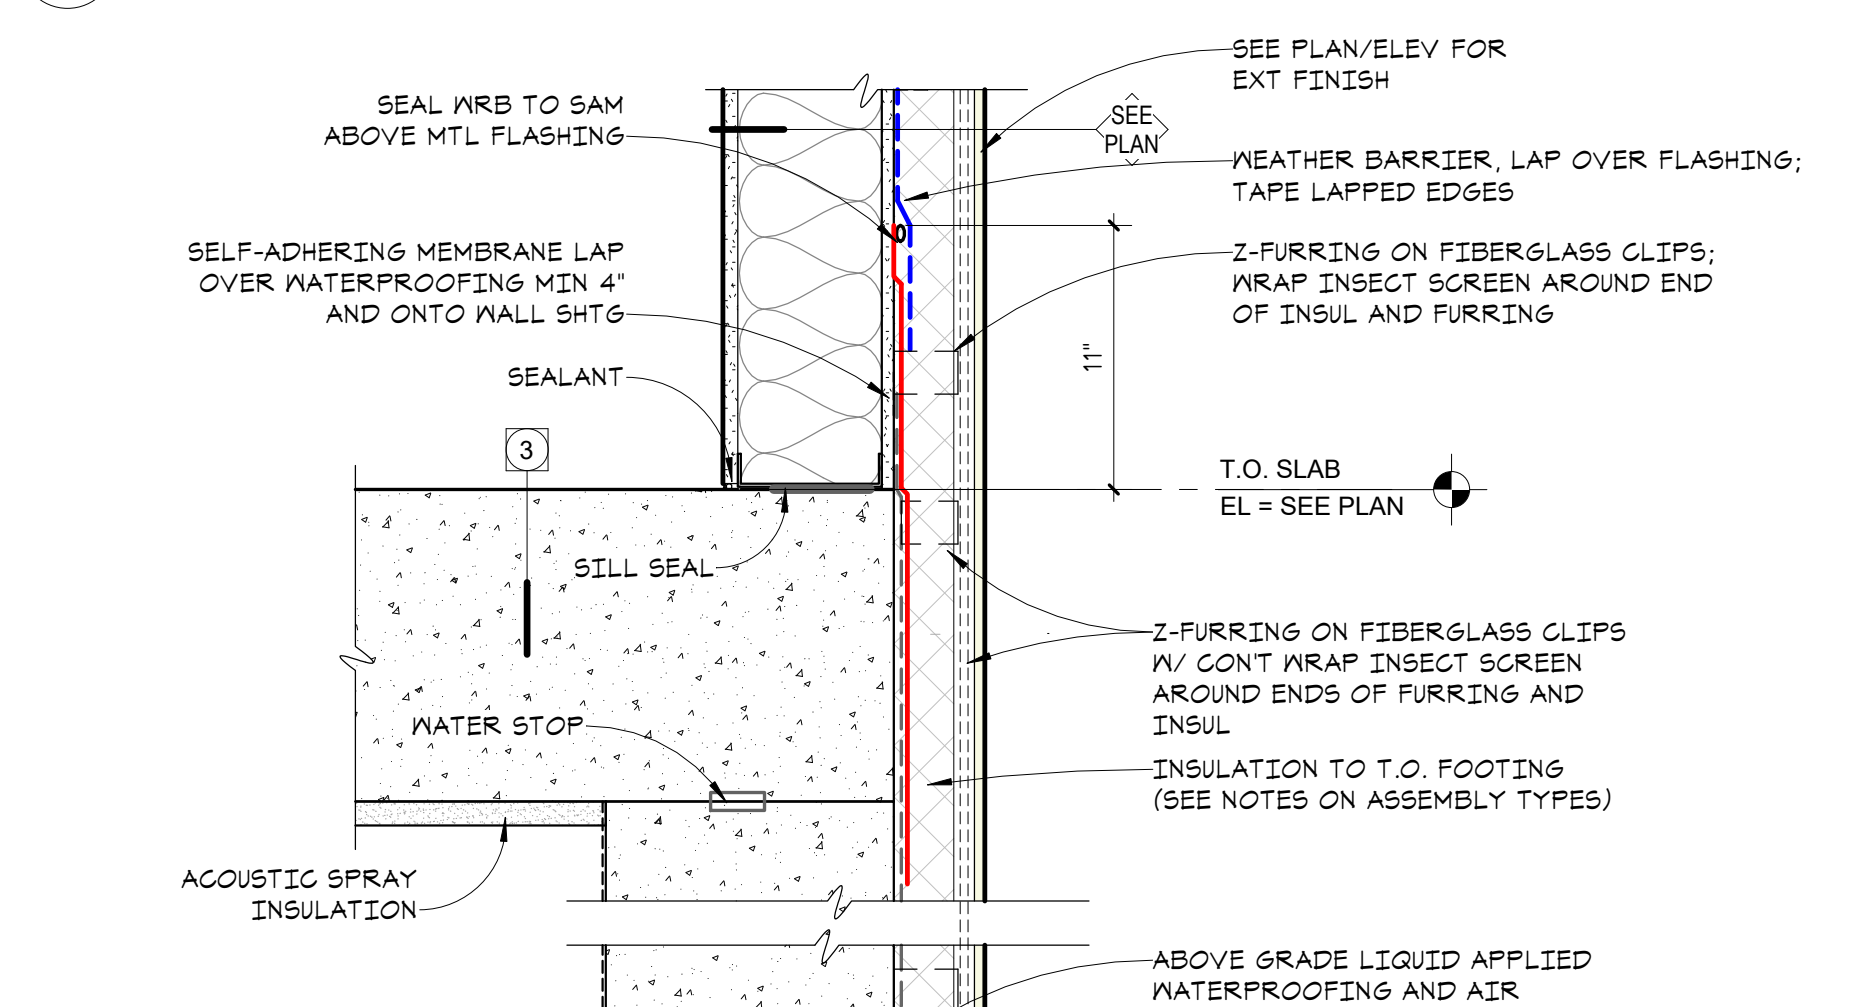 SEE PLAN/ELEV FOR
EXT FINISH
SEAL WRB TO SAM
ABOVE MTL FLASHING
SEE
PLAN
WEATHER BARRIER, LAP OVER FLASHING;
TAPE LAPPED EDGES
SELF-ADHERING MEMBRANE LAP
OVER WATERPROOFING MIN 4"
AND ONTO WALL SHTG
Z-FURRING ON FIBERGLASS CLIPS;
WRAP INSECT SCREEN AROUND END
OF INSUL AND FURRING
11"
SEALANT
3
T.O. SLAB
EL = SEE PLAN
SILL SEAL
Z-FURRING ON FIBERGLASS CLIPS
W/ CON'T WRAP INSECT SCREEN
AROUND ENDS OF FURRING AND
INSUL
WATER STOP
INSULATION TO T.O. FOOTING
(SEE NOTES ON ASSEMBLY TYPES)
ACOUSTIC SPRAY
INSULATION
ABOVE GRADE LIQUID APPLIED
WATERPROOFING AND AIR